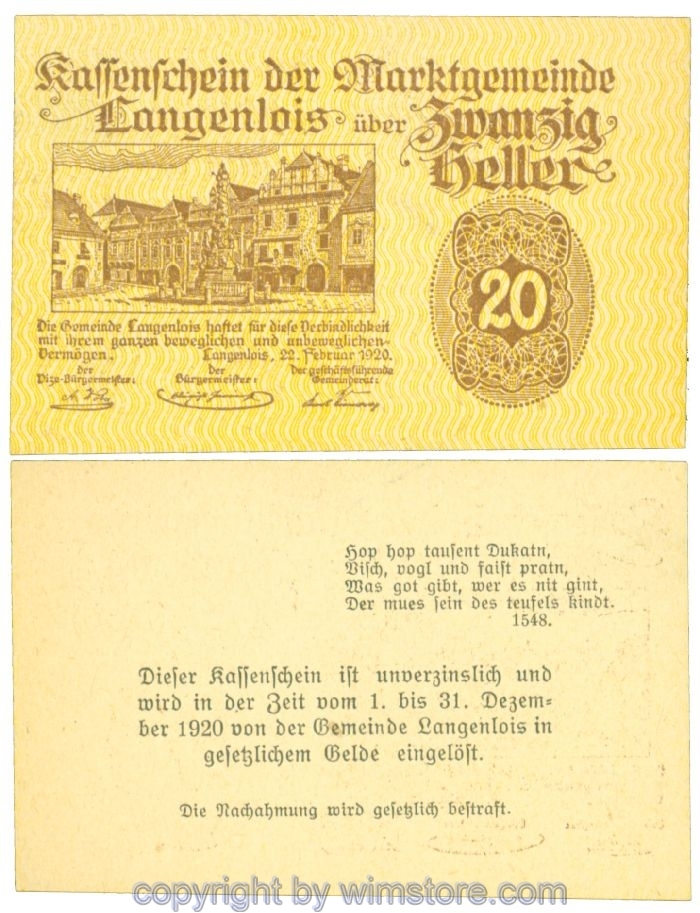 Kassenschein der Marktgemeinde
Langenlois über Zwanzig
Heller
20
Die Gemeinde Langenlois haftet für diese Verbindlichkeit
mit ihrem ganzen beweglichen und unbeweglichen
Vermögen. Langenlois, 22. Februar 1920.
der Der Der geschäftsführende
Vize-Bürgermeister: Bürgermeister: Gemeinderat:
Hop hop tausent Dukatn,
Visch, vogl und faist pratn,
Was got gibt, wer es nit gint,
Der mues sein des teufels kindt.
1548.
Dieser Kassenschein ist unverzinslich und
wird in der Zeit vom 1. bis 31. Dezem-
ber 1920 von der Gemeinde Langenlois in
gesetzlichem Gelde eingelöst.
Die Nachahmung wird gesetzlich bestraft.
copyright by wimstore.com